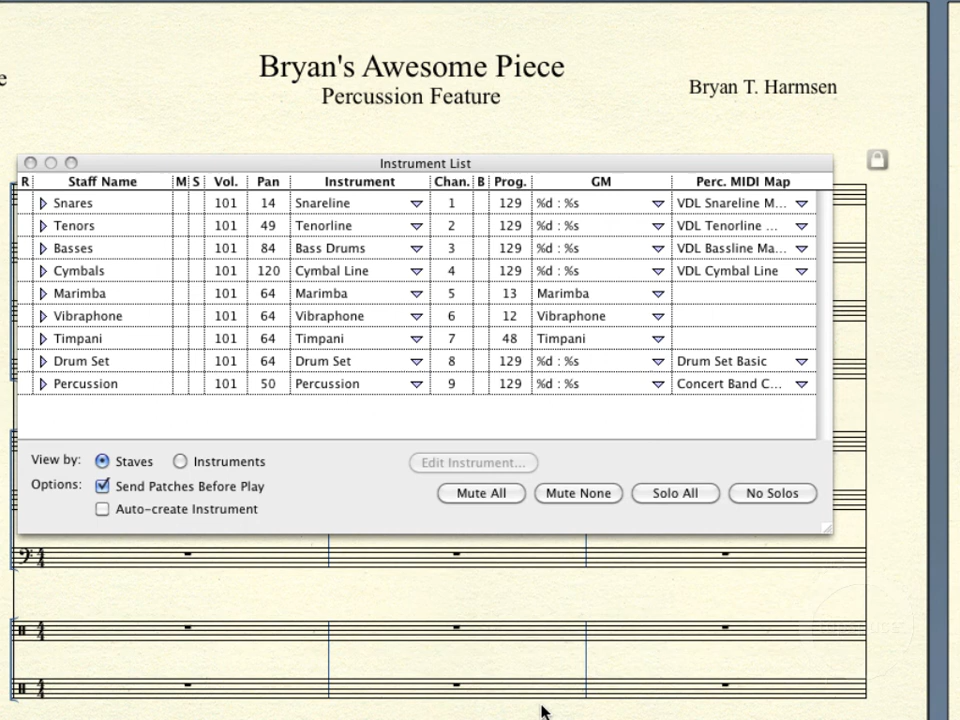 Bryan's Awesome Piece
e
Percussion Feature
Bryan T. Harmsen
Instrument List
R Staff Name M S Vol. Pan Instrument Chan. B Prog. GM Perc. MIDI Map
Snares 101 14 Snareline 1 129 %d : %s VDL Snareline M...
Tenors 101 49 Tenorline 2 129 %d : %s VDL Tenorline ...
Basses 101 84 Bass Drums 3 129 %d : %s VDL Bassline Ma...
Cymbals 101 120 Cymbal Line 4 129 %d : %s VDL Cymbal Line
Marimba 101 64 Marimba 5 13 Marimba
Vibraphone 101 64 Vibraphone 6 12 Vibraphone
Timpani 101 64 Timpani 7 48 Timpani
Drum Set 101 64 Drum Set 8 129 %d : %s Drum Set Basic
Percussion 101 50 Percussion 9 129 %d : %s Concert Band C...
View by: Staves Instruments Edit Instrument...
Options: Send Patches Before Play Mute All Mute None Solo All No Solos
Auto-create Instrument